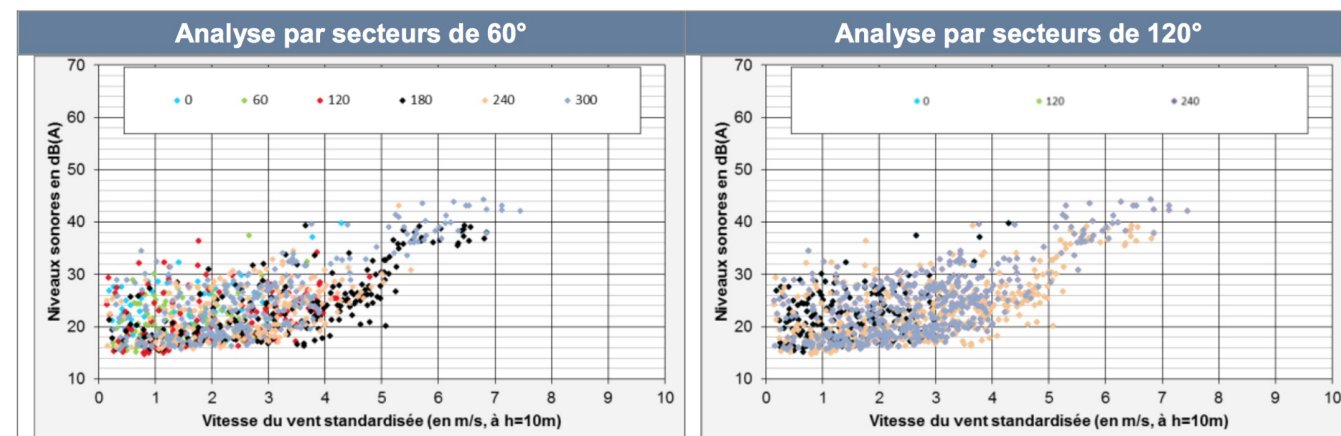 Analyse par secteurs de 60°
Analyse par secteurs de 120°
Niveaux sonores en dB(A)
70
60
50
40
30
20
10
0 60 120 180 240 300
0 1 2 3 4 5 6 7 8 9 10
Vitesse du vent standardisée (en m/s, à h=10m)
Niveaux sonores en dB(A)
70
60
50
40
30
20
10
0 120 240
0 1 2 3 4 5 6 7 8 9 10
Vitesse du vent standardisée (en m/s, à h=10m)